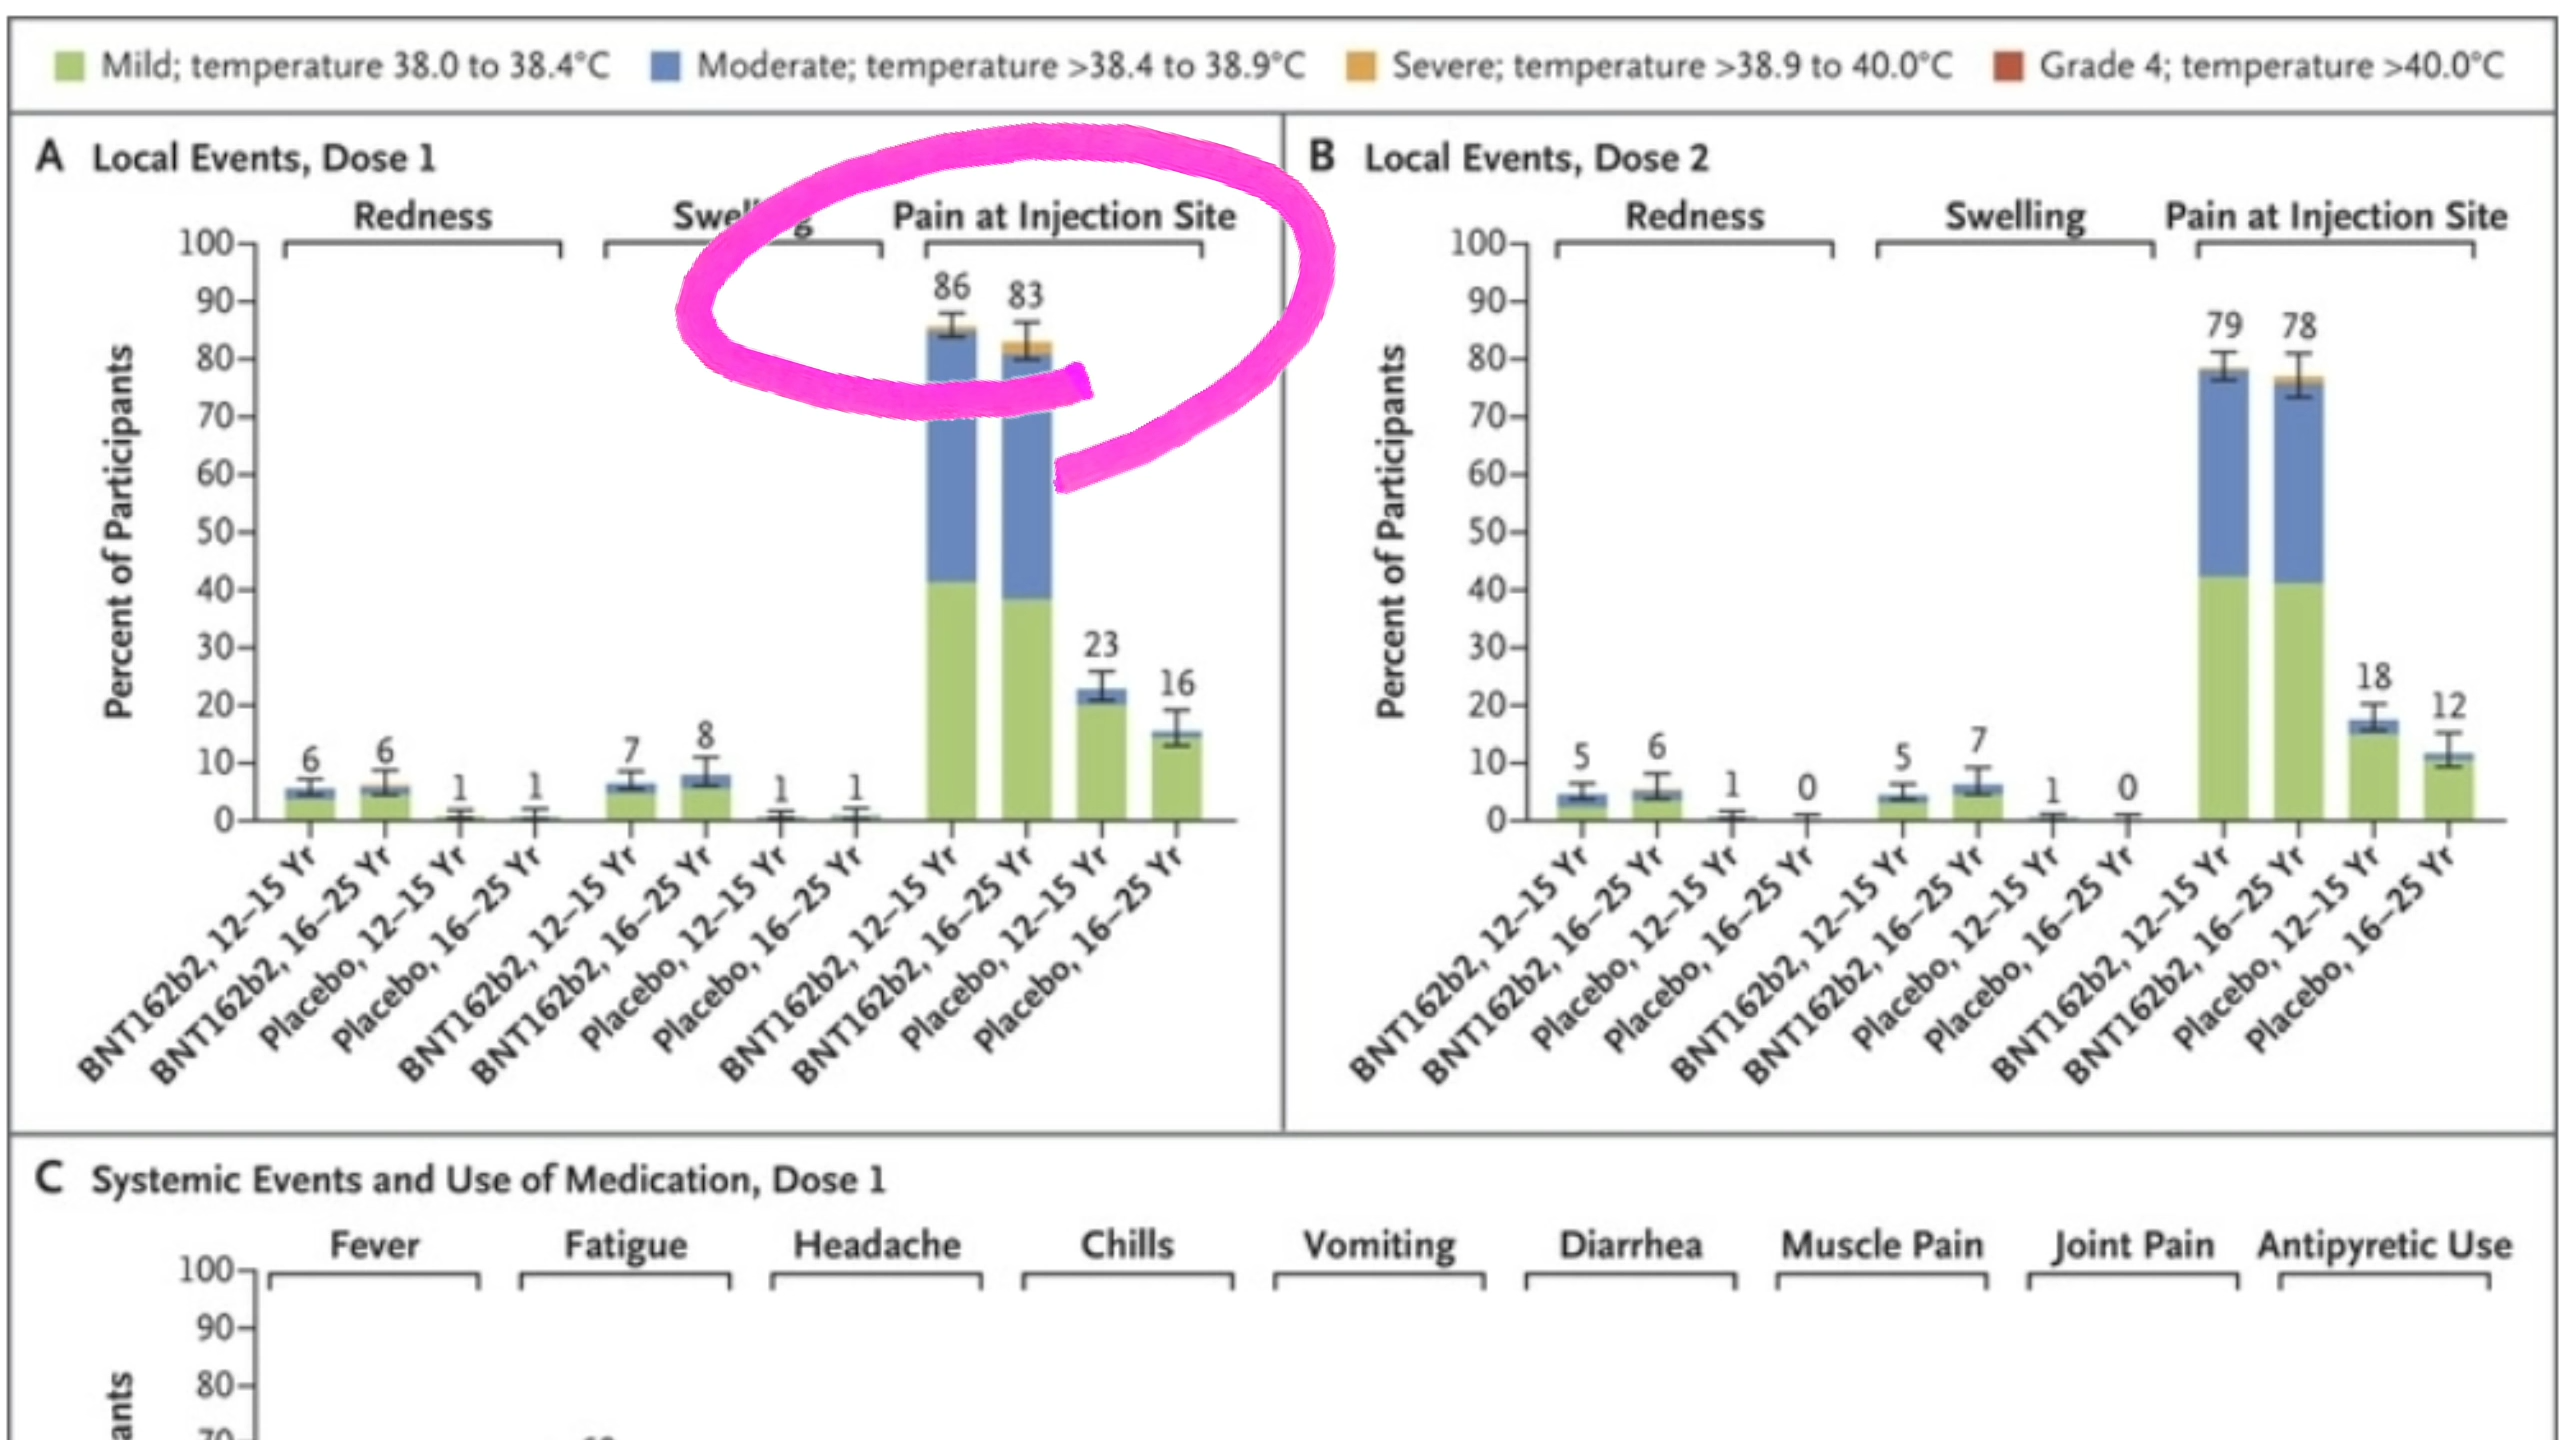 Mild; temperature 38.0 to 38.4°C Moderate; temperature >38.4 to 38.9°C Severe; temperature >38.9 to 40.0°C Grade 4; temperature >40.0°C
A Local Events, Dose 1
Redness Swelling Pain at Injection Site
Percent of Participants
100
90
80
70
60
50
40
30
20
10
0
6 6 1 1 7 8 1 1 86 83 23 16
BNT162b2, 12–15 Yr
BNT162b2, 16–25 Yr
Placebo, 12–15 Yr
Placebo, 16–25 Yr
BNT162b2, 12–15 Yr
BNT162b2, 16–25 Yr
Placebo, 12–15 Yr
Placebo, 16–25 Yr
BNT162b2, 12–15 Yr
BNT162b2, 16–25 Yr
Placebo, 12–15 Yr
Placebo, 16–25 Yr
B Local Events, Dose 2
Redness Swelling Pain at Injection Site
Percent of Participants
100
90
80
70
60
50
40
30
20
10
0
5 6 1 0 5 7 1 0 79 78 18 12
BNT162b2, 12–15 Yr
BNT162b2, 16–25 Yr
Placebo, 12–15 Yr
Placebo, 16–25 Yr
BNT162b2, 12–15 Yr
BNT162b2, 16–25 Yr
Placebo, 12–15 Yr
Placebo, 16–25 Yr
BNT162b2, 12–15 Yr
BNT162b2, 16–25 Yr
Placebo, 12–15 Yr
Placebo, 16–25 Yr
C Systemic Events and Use of Medication, Dose 1
Fever Fatigue Headache Chills Vomiting Diarrhea Muscle Pain Joint Pain Antipyretic Use
100
90
80